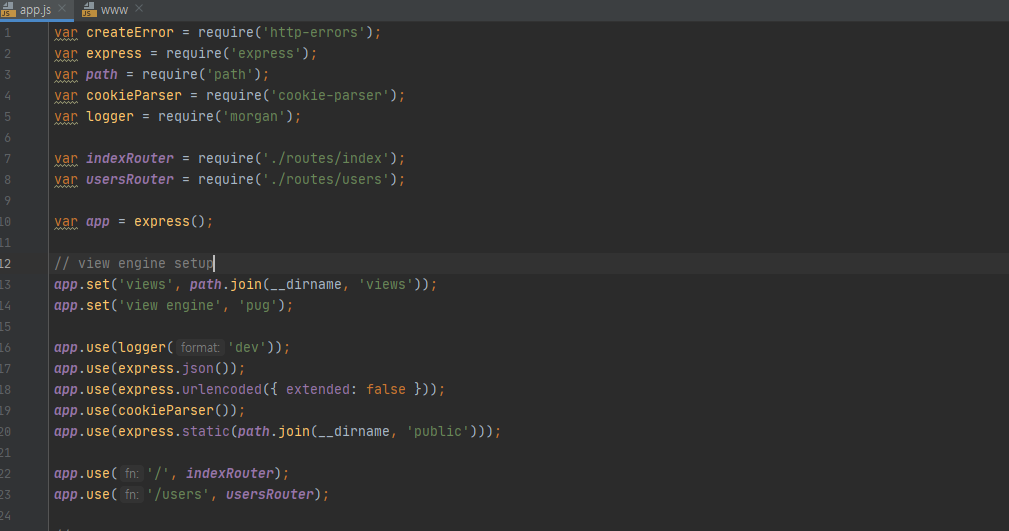 app.js
www
1 var createError = require('http-errors');
2 var express = require('express');
3 var path = require('path');
4 var cookieParser = require('cookie-parser');
5 var logger = require('morgan');
6
7 var indexRouter = require('./routes/index');
8 var usersRouter = require('./routes/users');
9
10 var app = express();
11
12 // view engine setup
13 app.set('views', path.join(__dirname, 'views'));
14 app.set('view engine', 'pug');
15
16 app.use(logger( format: 'dev'));
17 app.use(express.json());
18 app.use(express.urlencoded({ extended: false }));
19 app.use(cookieParser());
20 app.use(express.static(path.join(__dirname, 'public')));
21
22 app.use( fn: '/', indexRouter);
23 app.use( fn: '/users', usersRouter);
24